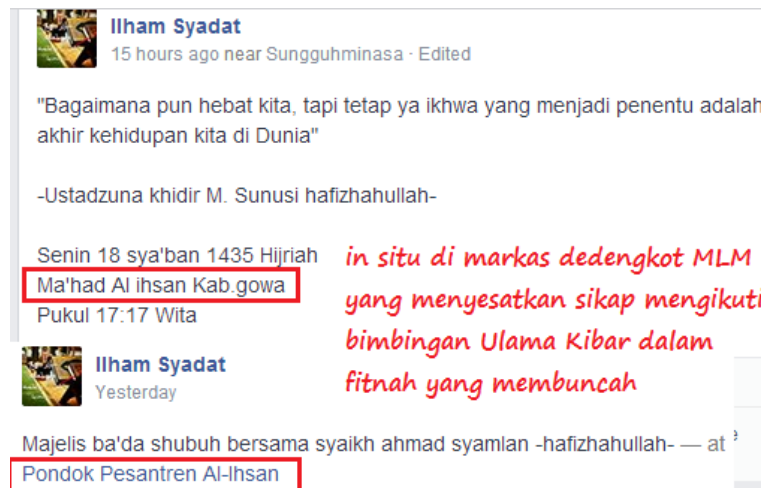 Ilham Syadat
15 hours ago near Sungguhminasa · Edited
"Bagaimana pun hebat kita, tapi tetap ya ikhwa yang menjadi penentu adalah
akhir kehidupan kita di Dunia"
-Ustadzuna khidir M. Sunusi hafizhahullah-
Senin 18 sya'ban 1435 Hijriah
Ma'had Al ihsan Kab.gowa
Pukul 17:17 Wita
in situ di markas dedengkot MLM
yang menyesatkan sikap mengikuti
bimbingan Ulama Kibar dalam
fitnah yang membuncah
Ilham Syadat
Yesterday
Majelis ba'da shubuh bersama syaikh ahmad syamlan -hafizhahullah- — at
Pondok Pesantren Al-Ihsan